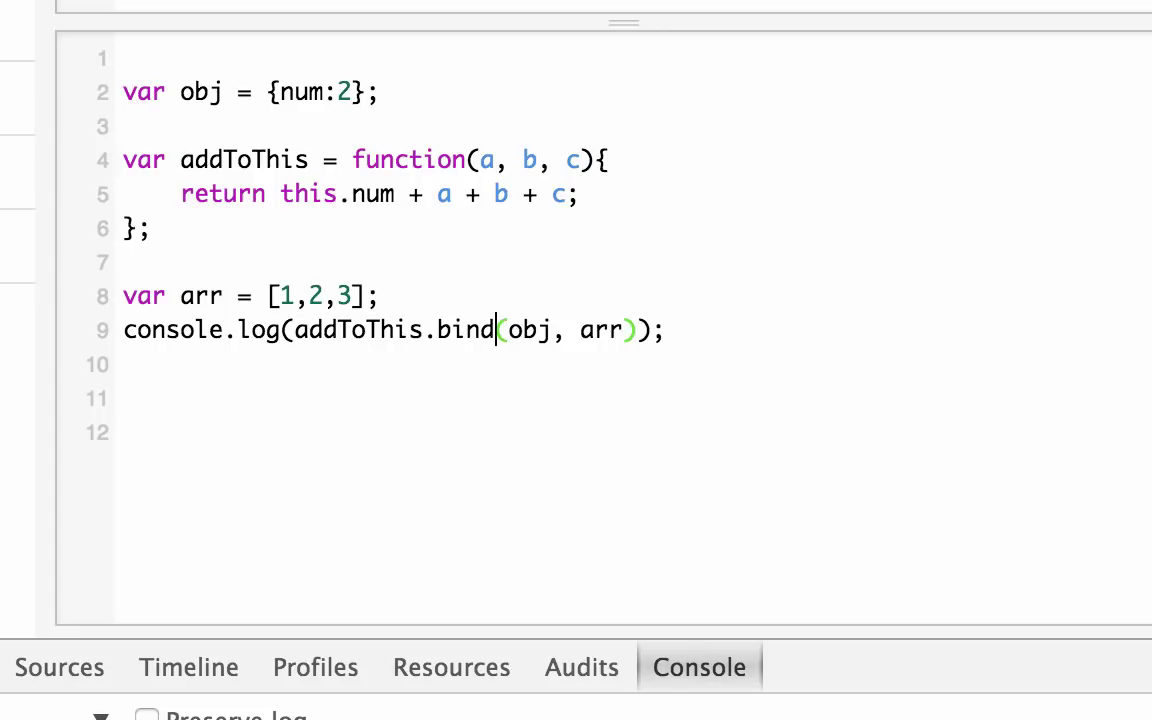 1
2 var obj = {num:2};
3
4 var addToThis = function(a, b, c){
5 return this.num + a + b + c;
6 };
7
8 var arr = [1,2,3];
9 console.log(addToThis.bind(obj, arr));
10
11
12
Sources Timeline Profiles Resources Audits Console
Preserve log